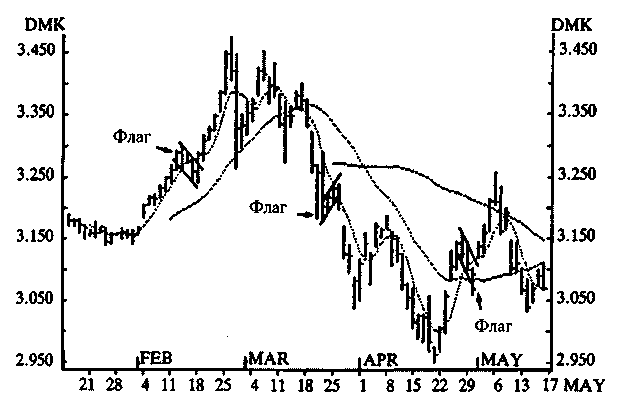 DMK DMK
3.450 3.450
3.350 3.350
Флаг
3.250 3.250
Флаг
3.150 3.150
3.050 3.050
Флаг
2.950 2.950
FEB MAR APR MAY
21 28 4 11 18 25 4 11 18 25 1 8 15 22 29 6 13 17 MAY